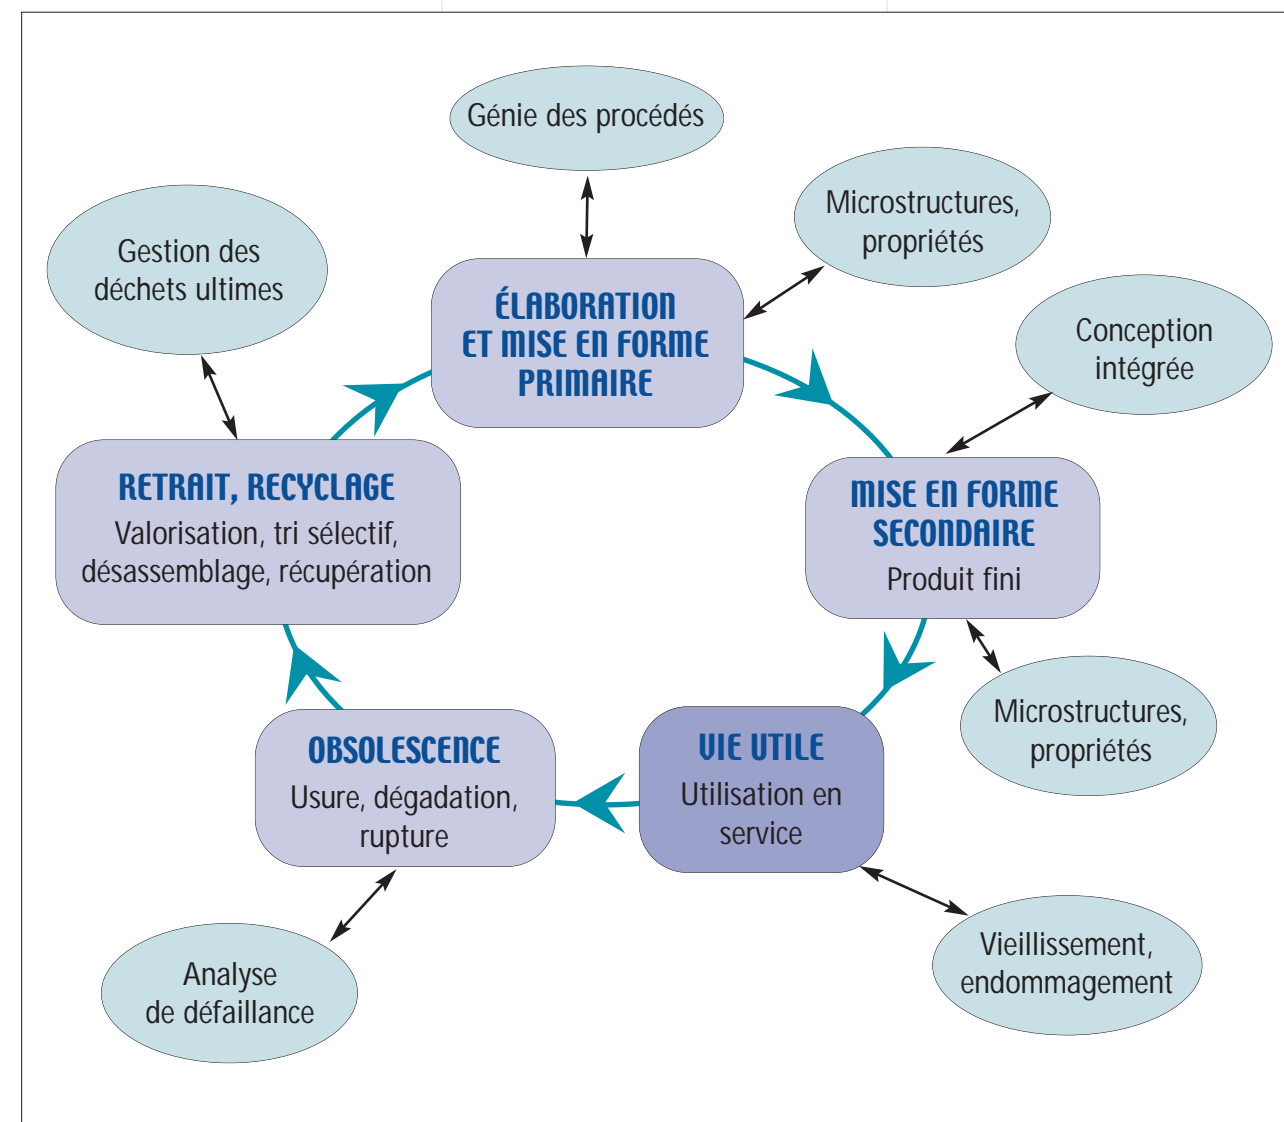 Génie des procédés
Microstructures,
propriétés
Gestion des
déchets ultimes
ÉLABORATION
ET MISE EN FORME
PRIMAIRE
Conception
intégrée
RETRAIT, RECYCLAGE
Valorisation, tri sélectif,
désassemblage, récupération
MISE EN FORME
SECONDAIRE
Produit fini
Microstructures,
propriétés
OBSOLESCENCE
Usure, dégadation,
rupture
VIE UTILE
Utilisation en
service
Analyse
de défaillance
Vieillissement,
endommagement